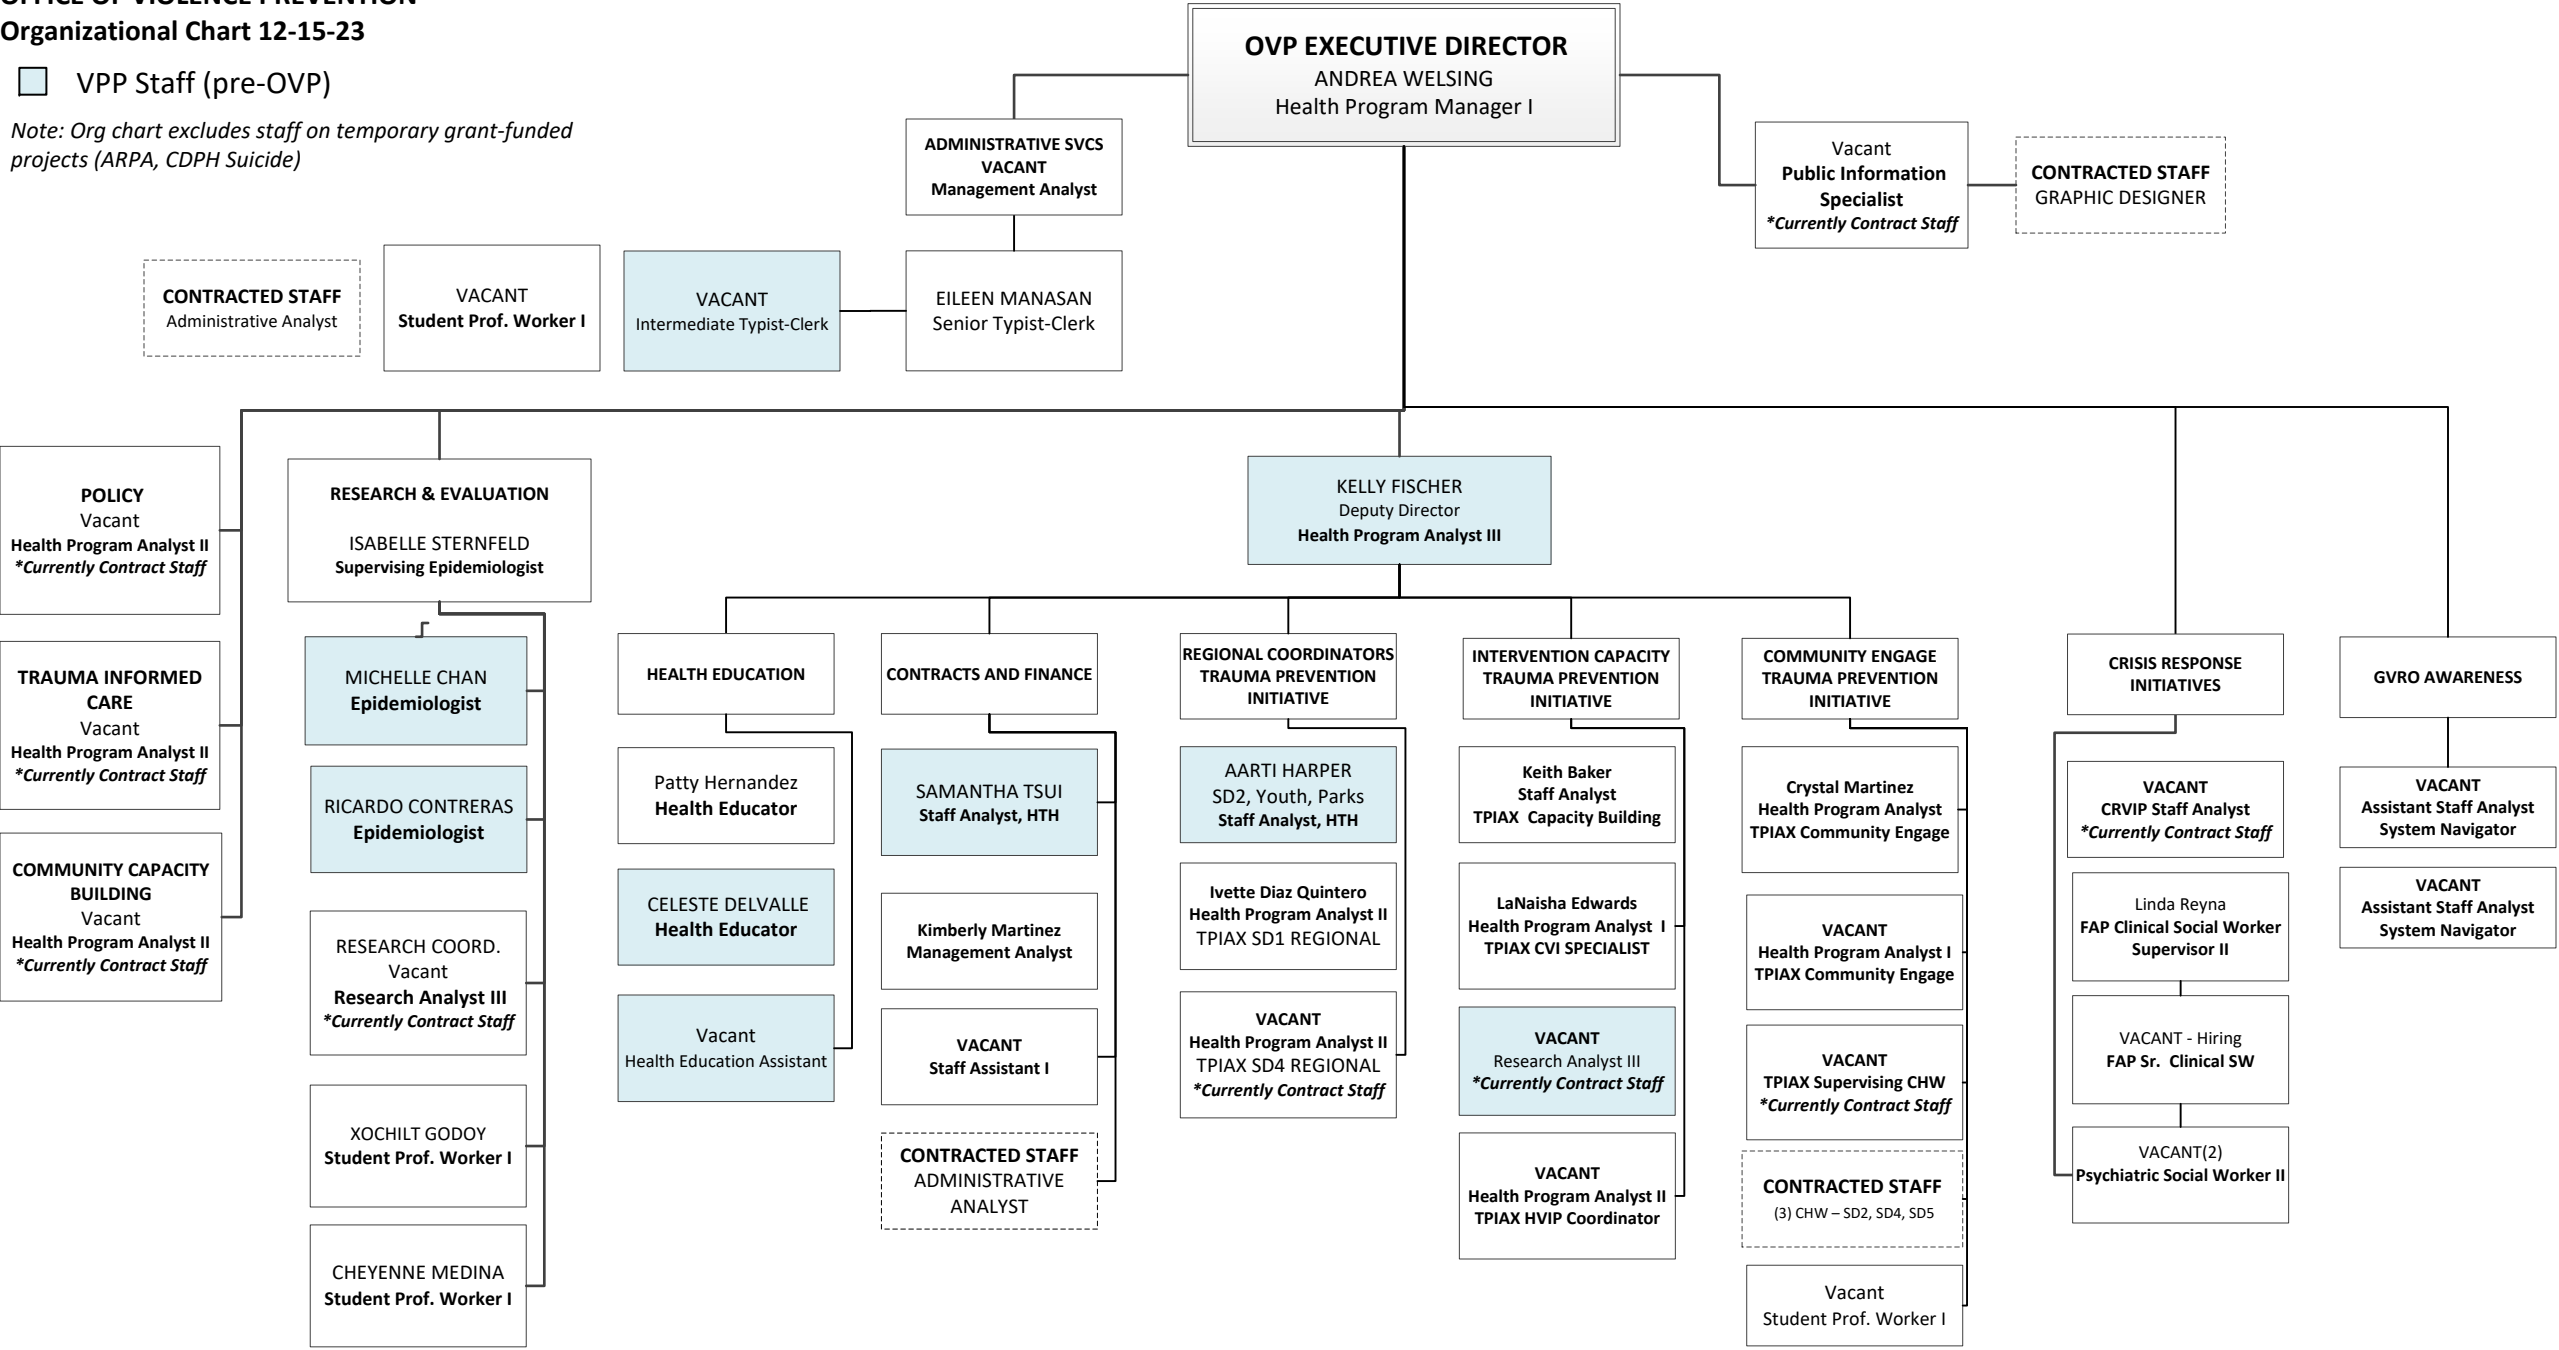 OFFICE OF VIOLENCE PREVENTION
Organizational Chart 12-15-23
VPP Staff (pre-OVP)
Note: Org chart excludes staff on temporary grant-funded
projects (ARPA, CDPH Suicide)
OVP EXECUTIVE DIRECTOR
ANDREA WELSING
Health Program Manager I
ADMINISTRATIVE SVCS
VACANT
Management Analyst
Vacant
Public Information
Specialist
*Currently Contract Staff
CONTRACTED STAFF
GRAPHIC DESIGNER
CONTRACTED STAFF
Administrative Analyst
VACANT
Student Prof. Worker I
VACANT
Intermediate Typist-Clerk
EILEEN MANASAN
Senior Typist-Clerk
POLICY
Vacant
Health Program Analyst II
*Currently Contract Staff
TRAUMA INFORMED
CARE
Vacant
Health Program Analyst II
*Currently Contract Staff
COMMUNITY CAPACITY
BUILDING
Vacant
Health Program Analyst II
*Currently Contract Staff
RESEARCH & EVALUATION
ISABELLE STERNFELD
Supervising Epidemiologist
MICHELLE CHAN
Epidemiologist
RICARDO CONTRERAS
Epidemiologist
RESEARCH COORD.
Vacant
Research Analyst III
*Currently Contract Staff
XOCHILT GODOY
Student Prof. Worker I
CHEYENNE MEDINA
Student Prof. Worker I
KELLY FISCHER
Deputy Director
Health Program Analyst III
HEALTH EDUCATION
Patty Hernandez
Health Educator
CELESTE DELVALLE
Health Educator
Vacant
Health Education Assistant
CONTRACTS AND FINANCE
SAMANTHA TSUI
Staff Analyst, HTH
Kimberly Martinez
Management Analyst
VACANT
Staff Assistant I
CONTRACTED STAFF
ADMINISTRATIVE
ANALYST
REGIONAL COORDINATORS
TRAUMA PREVENTION
INITIATIVE
AARTI HARPER
SD2, Youth, Parks
Staff Analyst, HTH
Ivette Diaz Quintero
Health Program Analyst II
TPIAX SD1 REGIONAL
VACANT
Health Program Analyst II
TPIAX SD4 REGIONAL
*Currently Contract Staff
INTERVENTION CAPACITY
TRAUMA PREVENTION
INITIATIVE
Keith Baker
Staff Analyst
TPIAX Capacity Building
LaNaisha Edwards
Health Program Analyst I
TPIAX CVI SPECIALIST
VACANT
Research Analyst III
*Currently Contract Staff
VACANT
Health Program Analyst II
TPIAX HVIP Coordinator
COMMUNITY ENGAGE
TRAUMA PREVENTION
INITIATIVE
Crystal Martinez
Health Program Analyst
TPIAX Community Engage
VACANT
Health Program Analyst I
TPIAX Community Engage
VACANT
TPIAX Supervising CHW
*Currently Contract Staff
CONTRACTED STAFF
(3) CHW – SD2, SD4, SD5
Vacant
Student Prof. Worker I
CRISIS RESPONSE
INITIATIVES
VACANT
CRVIP Staff Analyst
*Currently Contract Staff
Linda Reyna
FAP Clinical Social Worker
Supervisor II
VACANT - Hiring
FAP Sr. Clinical SW
VACANT(2)
Psychiatric Social Worker II
GVRO AWARENESS
VACANT
Assistant Staff Analyst
System Navigator
VACANT
Assistant Staff Analyst
System Navigator